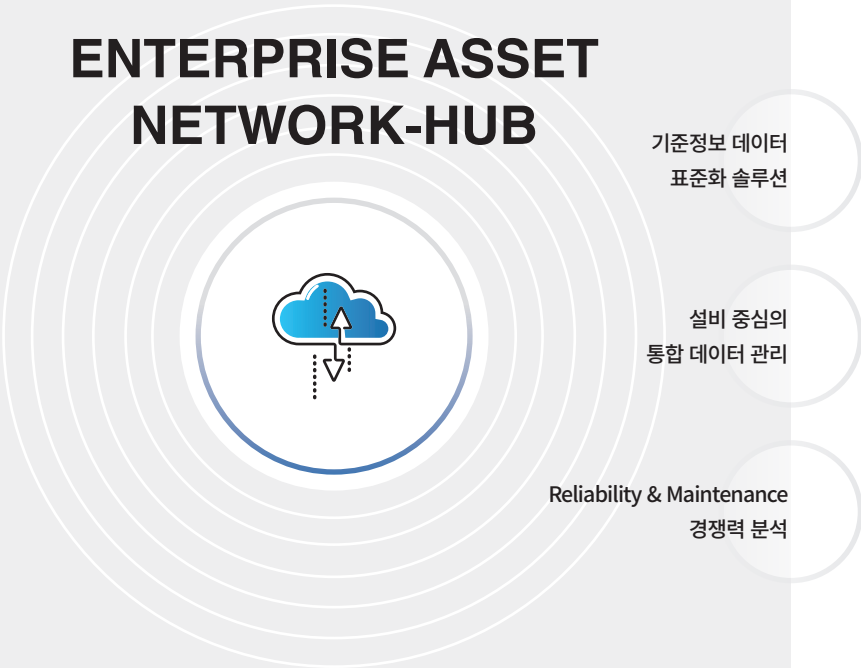 ENTERPRISE ASSET
NETWORK-HUB
기준정보 데이터
표준화 솔루션
설비 중심의
통합 데이터 관리
Reliability & Maintenance
경쟁력 분석